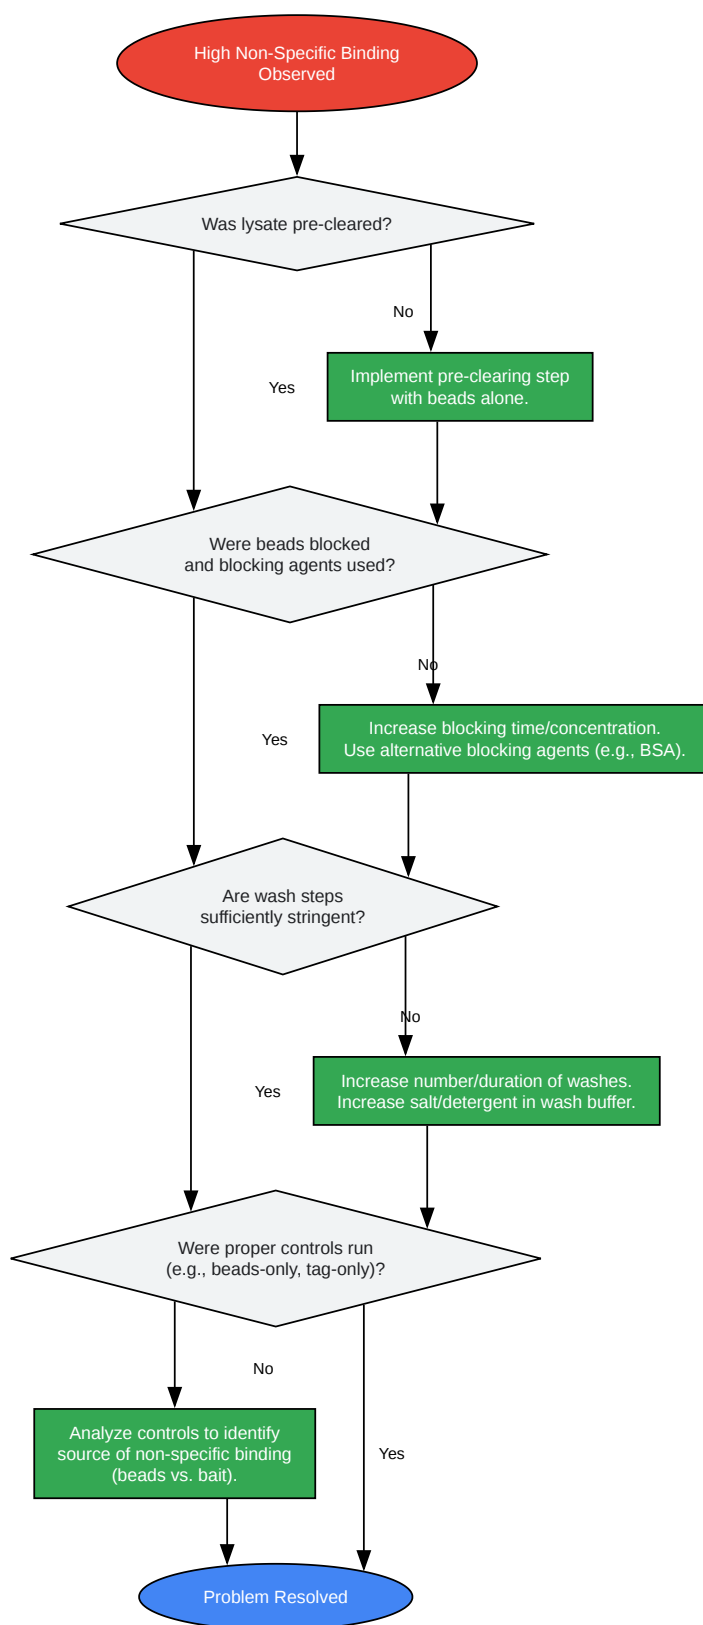 High Non-Specific Binding
Observed
Was lysate pre-cleared?
No
Implement pre-clearing step
with beads alone.
Yes
Were beads blocked
and blocking agents used?
No
Increase blocking time/concentration.
Use alternative blocking agents (e.g., BSA).
Yes
Are wash steps
sufficiently stringent?
No
Increase number/duration of washes.
Increase salt/detergent in wash buffer.
Yes
Were proper controls run
(e.g., beads-only, tag-only)?
No
Analyze controls to identify
source of non-specific binding
(beads vs. bait).
Yes
Problem Resolved